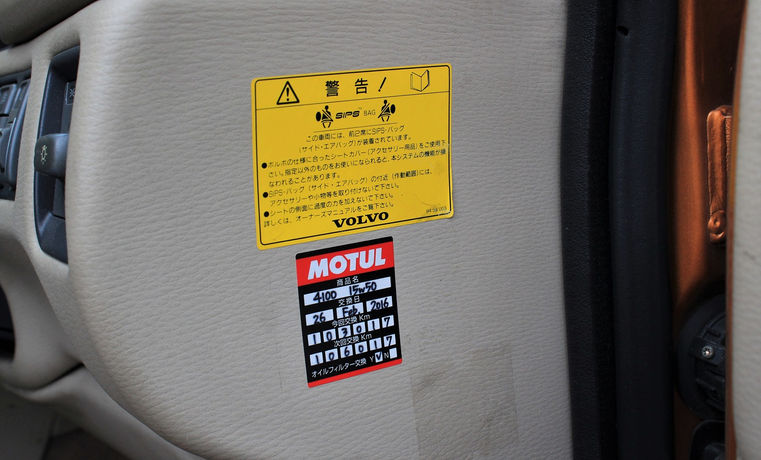 警告!
SIPS BAG
この車両には、前2席にSIPS-バッグ
(サイド・エアバッグ)が装着されています。
●ボルボの仕様に合ったシートカバー(アクセサリー用品)をご使用下
さい。指定以外のものをお使いになられると、本システムの機能が損
なわれることがあります。
●SIPS-バッグ(サイド・エアバッグ)の付近(作動範囲)には、
アクセサリーや小物等を取り付けないで下さい。
●シートの側面に過度の力を加えないで下さい。
詳しくは、オーナーズマニュアルをご覧下さい。
VOLVO
MOTUL
商品名
4100 15w50
交換日
26 Feb. 2016
今回交換 Km
103017
次回交換 Km
106017
オイルフィルター交換 Y V N